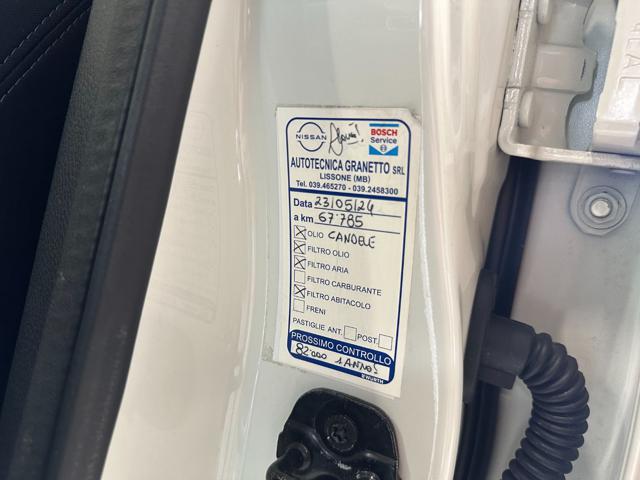 NISSAN
BOSCH
Service
AUTOTECNICA GRANETTO SRL
LISSONE (MB)
Tel. 039.465270 - 039.2458300
Data 23/05/24
a km 67.785
OLIO CANDELE
FILTRO OLIO
FILTRO ARIA
FILTRO CARBURANTE
FILTRO ABITACOLO
FRENI
PASTIGLIE ANT. POST.
PROSSIMO CONTROLLO
82.000 1 ANNO!
WÜRTH